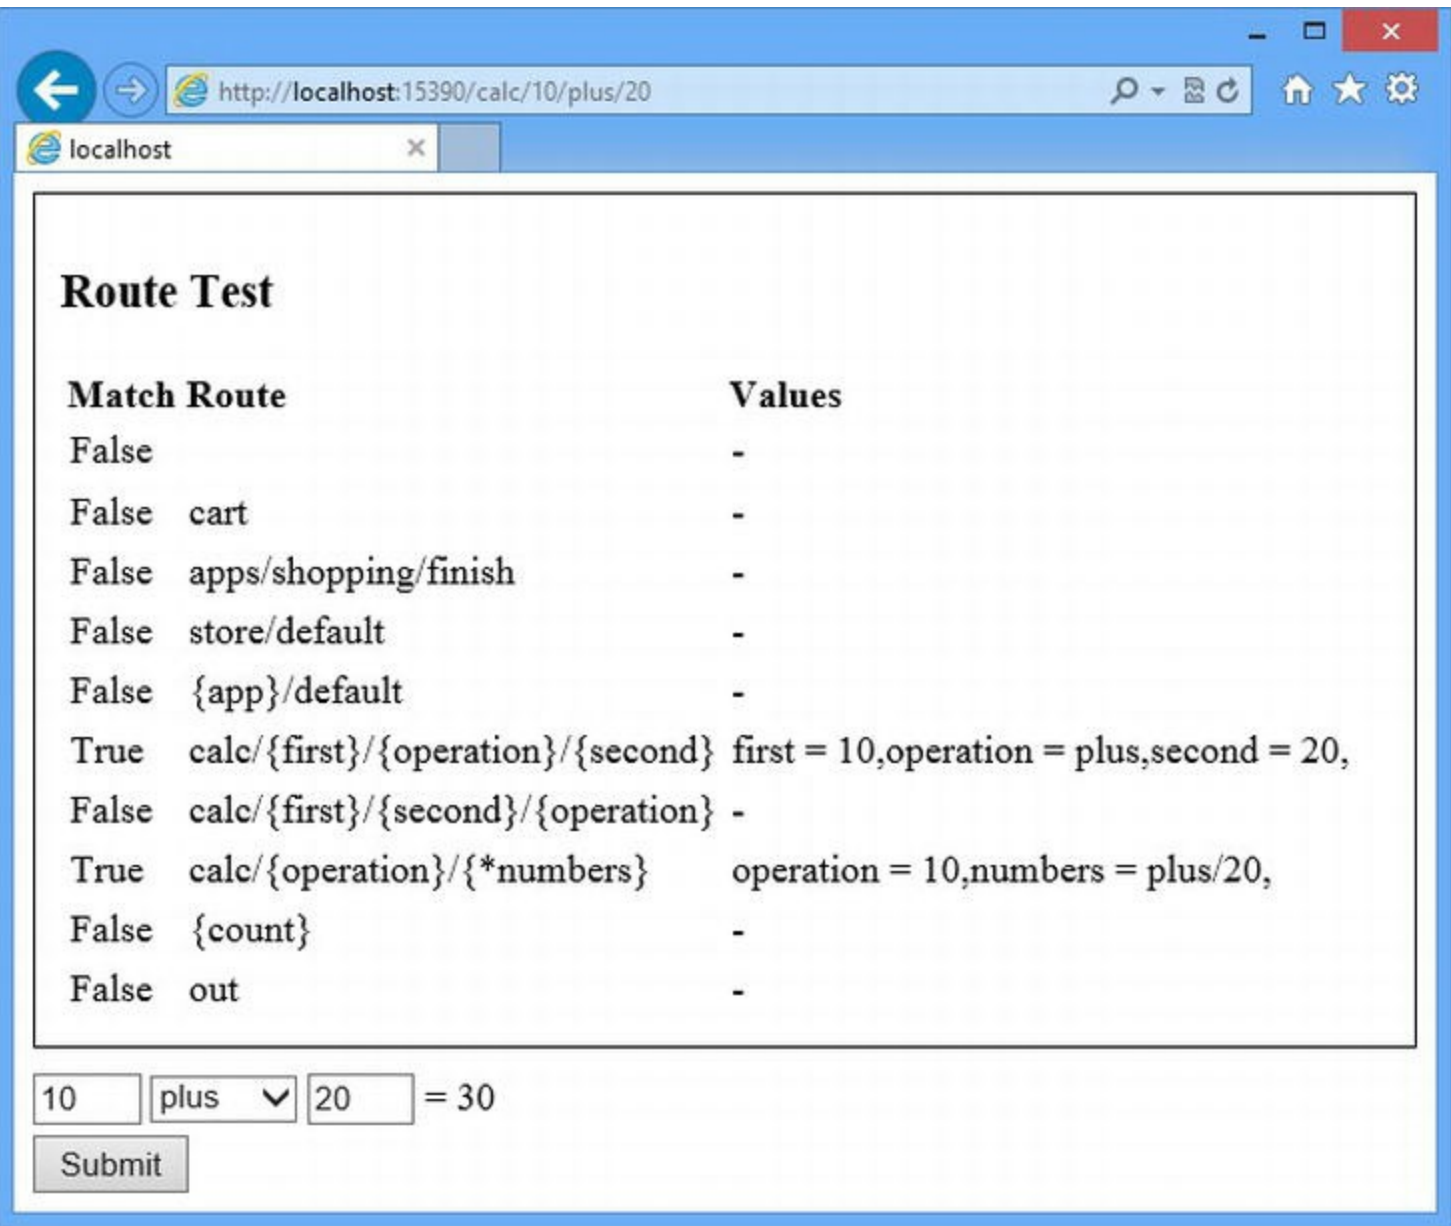 http://localhost:15390/calc/10/plus/20
localhost
Route Test
Match Route Values
False -
False cart -
False apps/shopping/finish -
False store/default -
False {app}/default -
True calc/{first}/{operation}/{second} first = 10,operation = plus,second = 20,
False calc/{first}/{second}/{operation} -
True calc/{operation}/{*numbers} operation = 10,numbers = plus/20,
False {count} -
False out -
10 plus 20 = 30
Submit